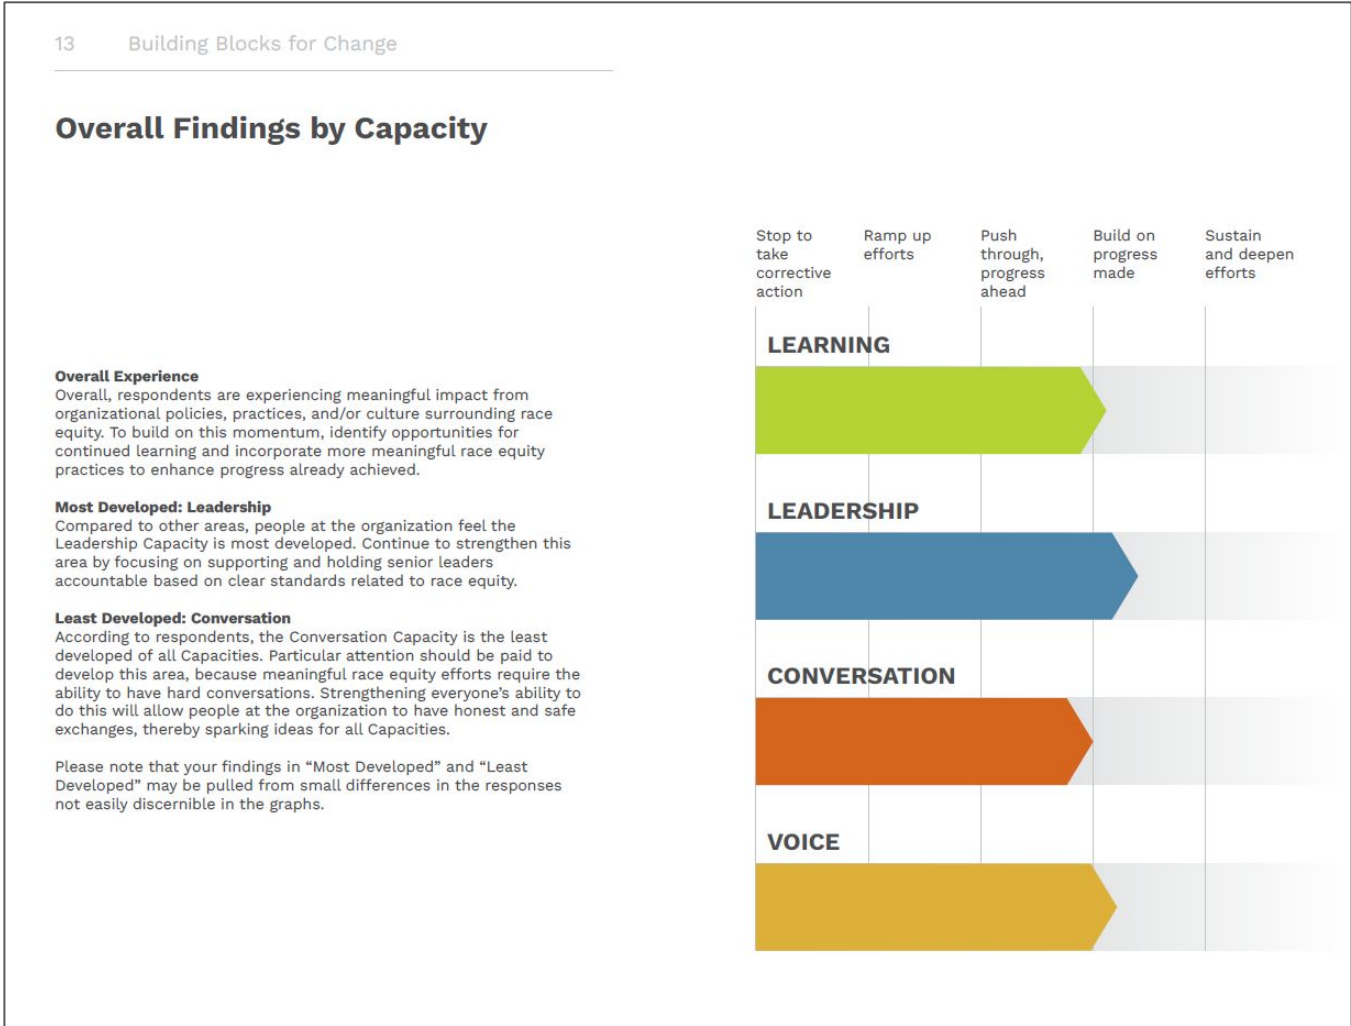 13 Building Blocks for Change
Overall Findings by Capacity
Overall Experience
Overall, respondents are experiencing meaningful impact from
organizational policies, practices, and/or culture surrounding race
equity. To build on this momentum, identify opportunities for
continued learning and incorporate more meaningful race equity
practices to enhance progress already achieved.
Most Developed: Leadership
Compared to other areas, people at the organization feel the
Leadership Capacity is most developed. Continue to strengthen this
area by focusing on supporting and holding senior leaders
accountable based on clear standards related to race equity.
Least Developed: Conversation
According to respondents, the Conversation Capacity is the least
developed of all Capacities. Particular attention should be paid to
develop this area, because meaningful race equity efforts require the
ability to have hard conversations. Strengthening everyone’s ability to
do this will allow people at the organization to have honest and safe
exchanges, thereby sparking ideas for all Capacities.
Please note that your findings in “Most Developed” and “Least
Developed” may be pulled from small differences in the responses
not easily discernible in the graphs.
Stop to
take
corrective
action
Ramp up
efforts
Push
through,
progress
ahead
Build on
progress
made
Sustain
and deepen
efforts
LEARNING
LEADERSHIP
CONVERSATION
VOICE